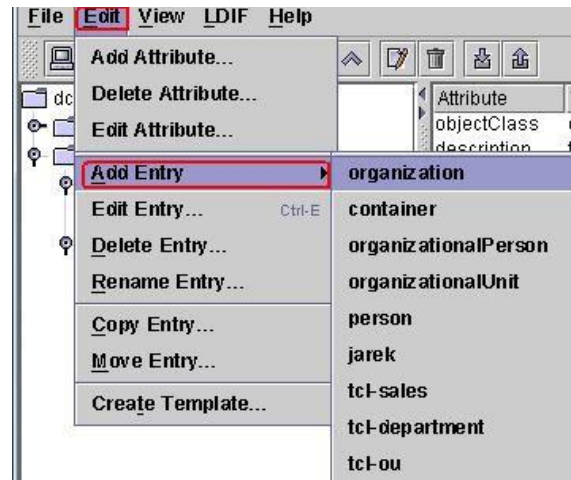 File Edit View LDIF Help
Add Attribute...
Delete Attribute...
Edit Attribute...
Add Entry
Edit Entry... Ctrl-E
Delete Entry...
Rename Entry...
Copy Entry...
Move Entry...
Create Template...
dc
Attribute
objectClass
description
organization
container
organizationalPerson
organizationalUnit
person
jarek
tcl-sales
tcl-department
tcl-ou